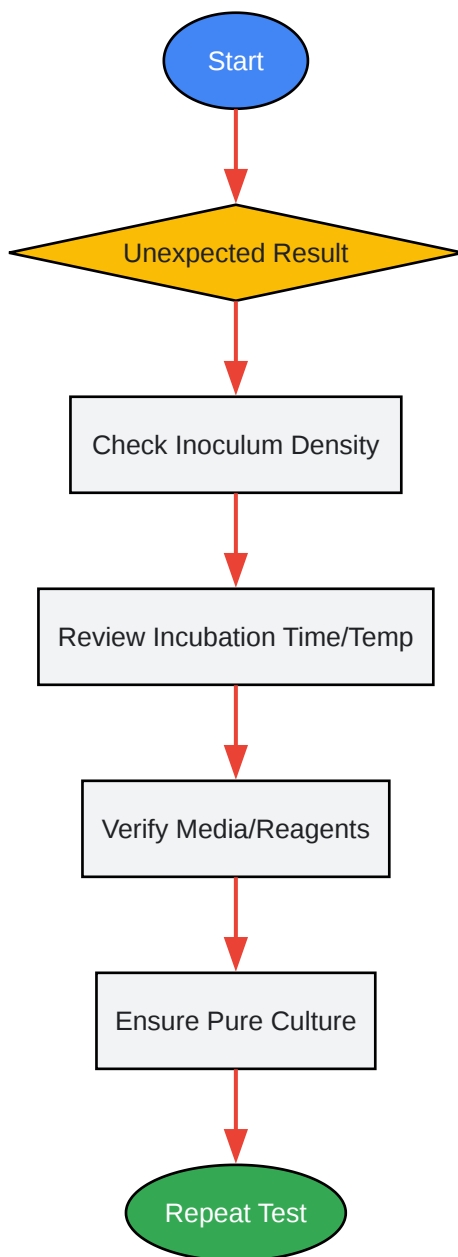 Start
Unexpected Result
Check Inoculum Density
Review Incubation Time/Temp
Verify Media/Reagents
Ensure Pure Culture
Repeat Test